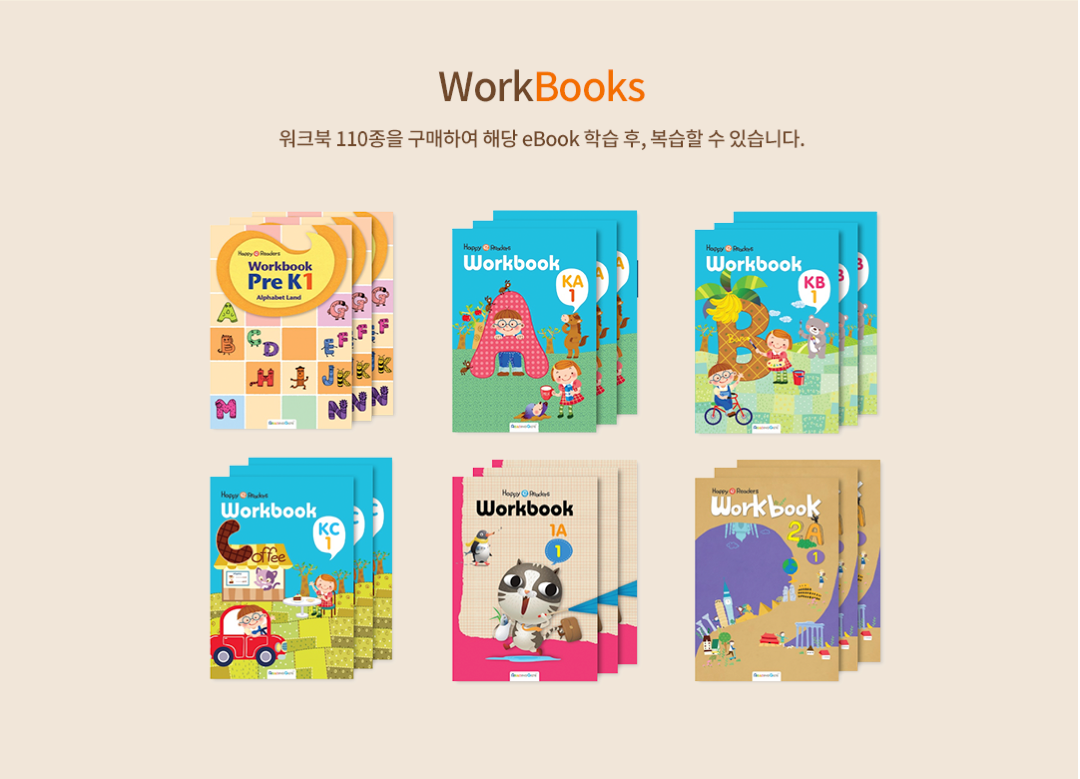 WorkBooks
워크북 110종을 구매하여 해당 eBook 학습 후, 복습할 수 있습니다.
Happy Readers
Workbook
Pre K1
Alphabet Land
A
B
C
D
E
F
G
H
I
J
K
M
N
Happy Readers
Workbook
KA
1
A
Happy Readers
Workbook
KB
1
B
Happy Readers
Workbook
KC
1
Coffee
Happy Readers
Workbook
1A
1
Happy Readers
Workbook
2A
1